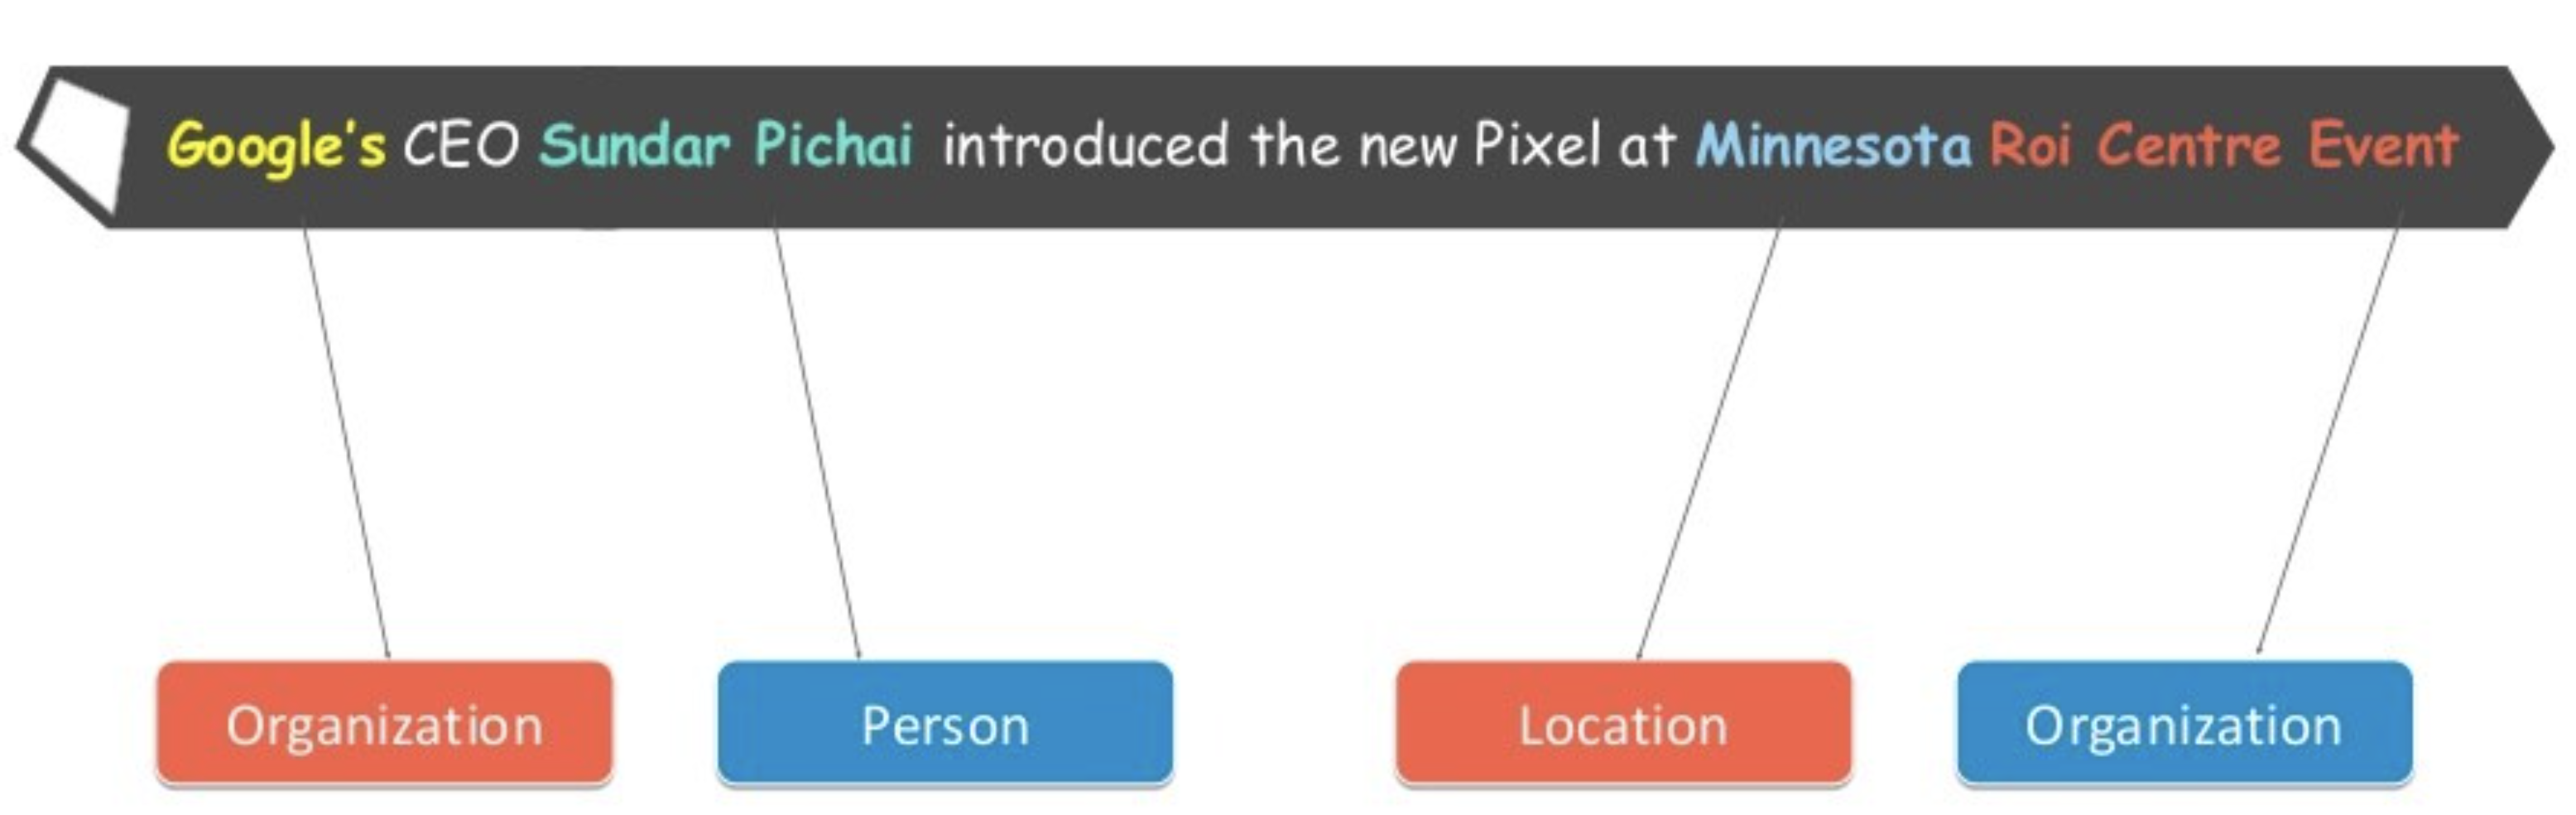 Google's CEO Sundar Pichai introduced the new Pixel at Minnesota Roi Centre Event
Organization Person Location Organization